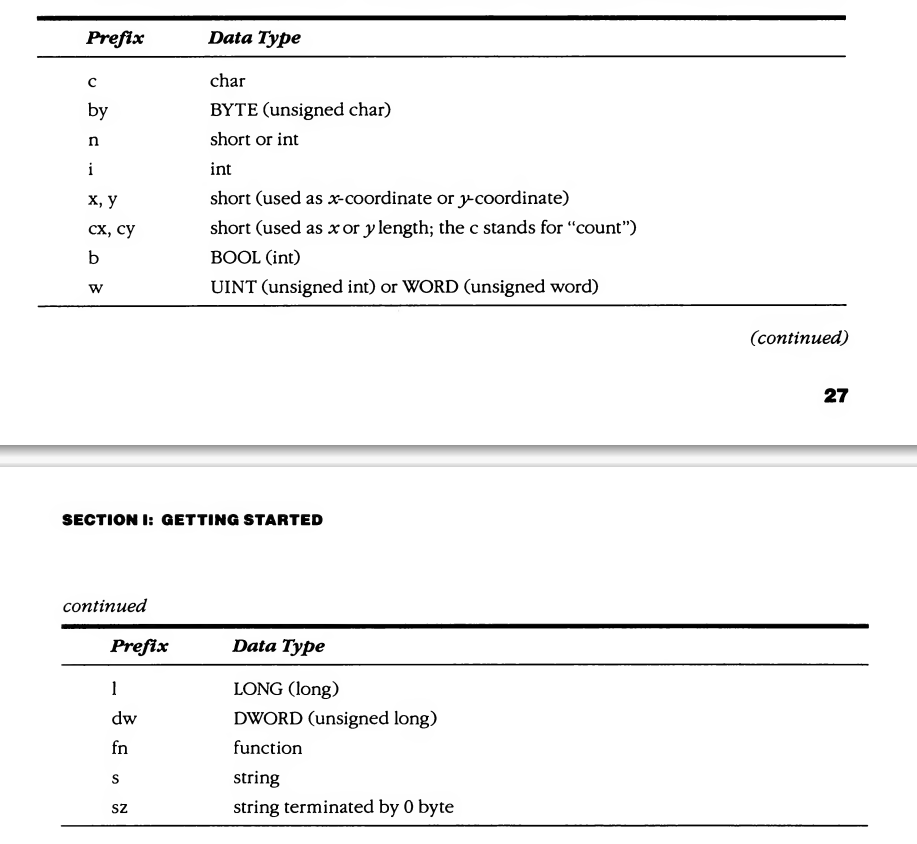 Prefix Data Type
c char
by BYTE (unsigned char)
n short or int
i int
x, y short (used as x-coordinate or y-coordinate)
cx, cy short (used as x or y length; the c stands for “count”)
b BOOL (int)
w UINT (unsigned int) or WORD (unsigned word)
(continued)
27
SECTION I: GETTING STARTED
continued
Prefix Data Type
l LONG (long)
dw DWORD (unsigned long)
fn function
s string
sz string terminated by 0 byte